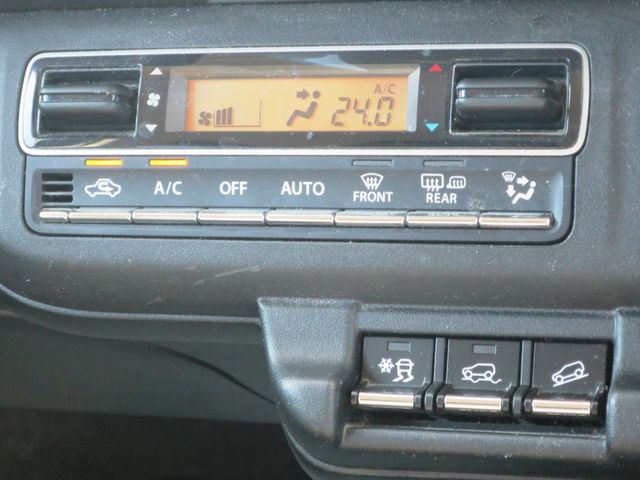 A/C
24.0
A/C OFF AUTO FRONT REAR